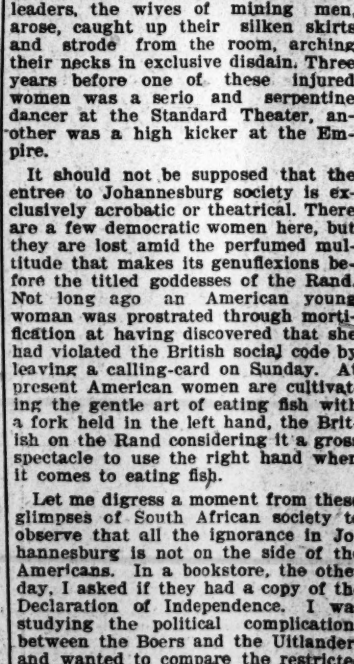 leaders, the wives of mining men,
arose, caught up their silken skirts
and strode from the room, arching
their necks in exclusive disdain. Three
years before one of these injured
women was a serio and serpentine
dancer at the Standard Theater, an-
other was a high kicker at the Em-
pire.
It should not be supposed that the
entree to Johannesburg society is ex-
clusively acrobatic or theatrical. There
are a few democratic women here, but
they are lost amid the perfumed mul-
titude that makes its genuflexions be-
fore the titled goddesses of the Rand.
Not long ago an American young
woman was prostrated through morti-
fication at having discovered that she
had violated the British social code by
leaving a calling-card on Sunday. At
present American women are cultivat
ing the gentle art of eating fish with
a fork held in the left hand, the Brit
ish on the Rand considering it a gross
spectacle to use the right hand when
it comes to eating fish.
Let me digress a moment from these
glimpses of South African society to
observe that all the ignorance in Jo
hannesburg is not on the side of the
Americans. In a bookstore, the othe
day, I asked if they had a copy of the
Declaration of Independence. I wa
studying the political complication
between the Boers and the Uitlander
and wanted to compare the